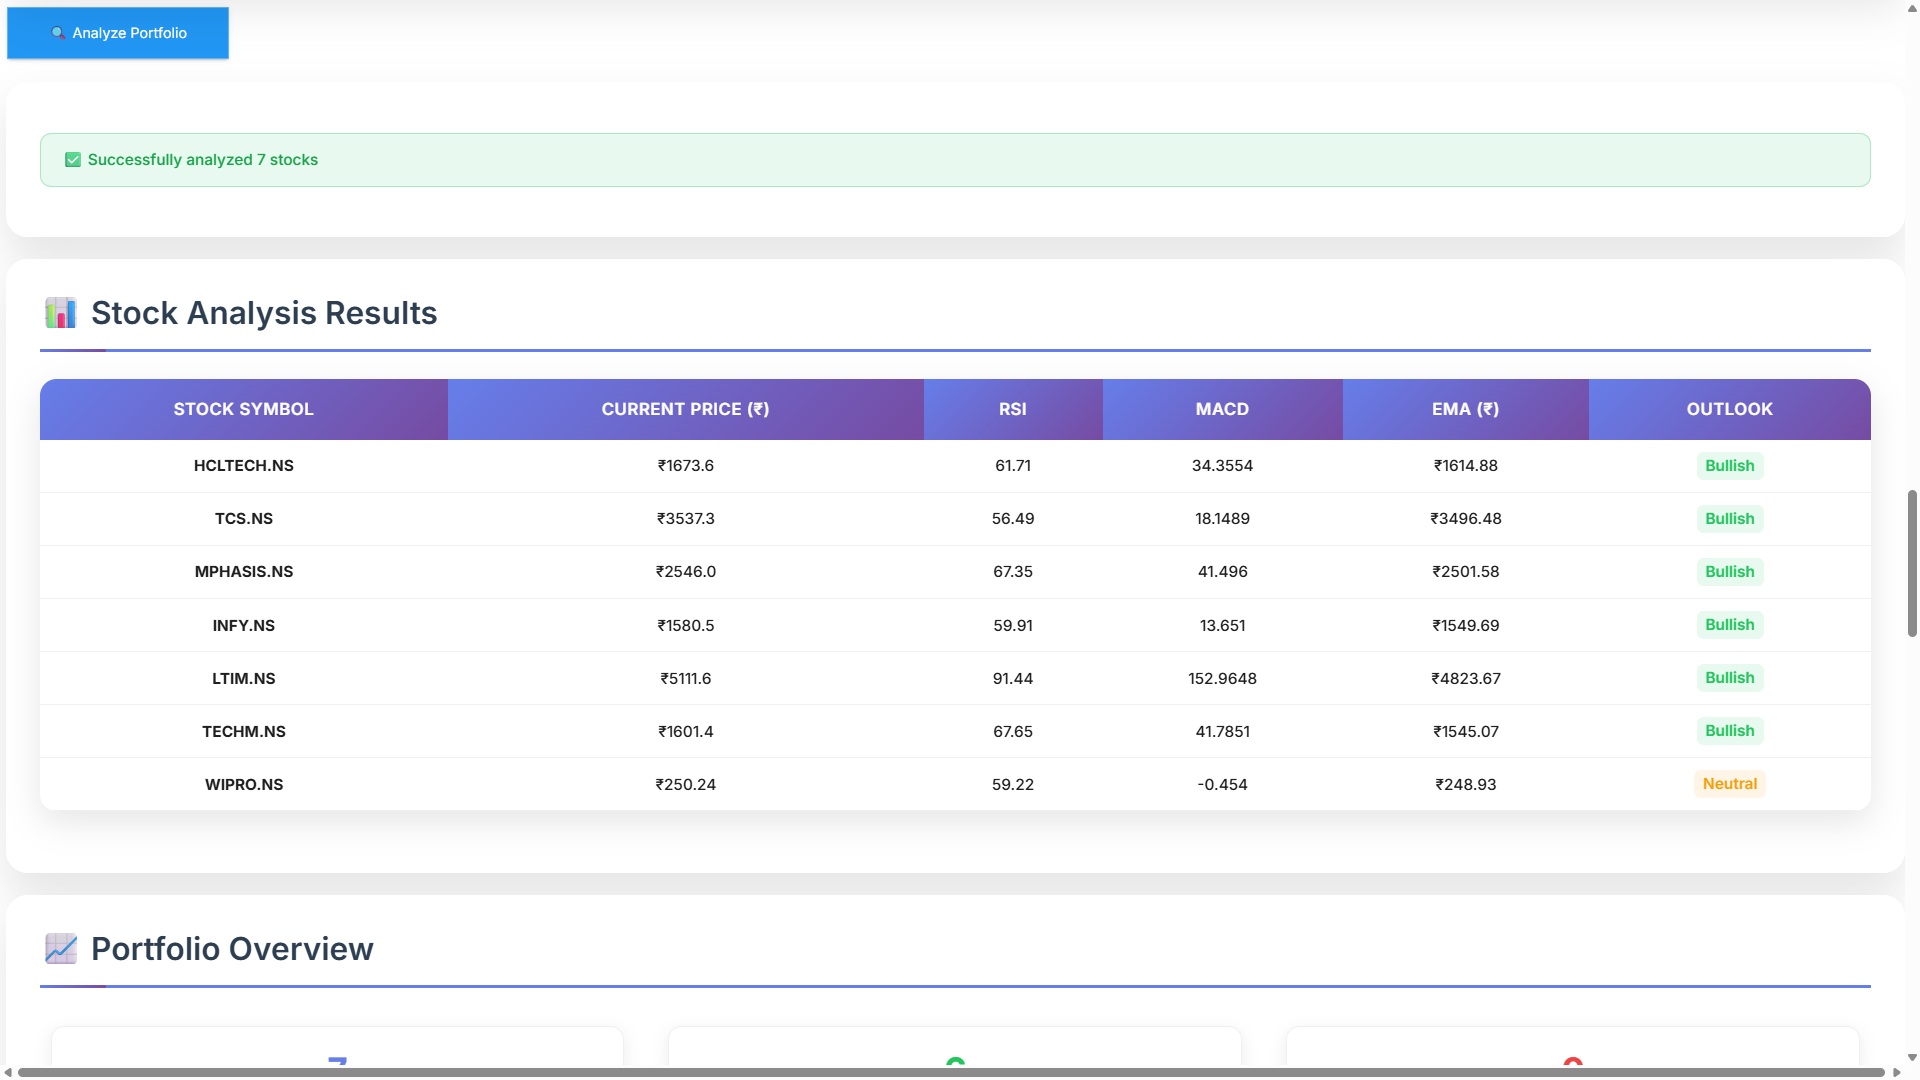 Analyze Portfolio
Successfully analyzed 7 stocks
Stock Analysis Results
STOCK SYMBOL CURRENT PRICE (₹) RSI MACD EMA (₹) OUTLOOK
HCLTECH.NS ₹1673.6 61.71 34.3554 ₹1614.88 Bullish
TCS.NS ₹3537.3 56.49 18.1489 ₹3496.48 Bullish
MPHASIS.NS ₹2546.0 67.35 41.496 ₹2501.58 Bullish
INFY.NS ₹1580.5 59.91 13.651 ₹1549.69 Bullish
LTIM.NS ₹5111.6 91.44 152.9648 ₹4823.67 Bullish
TECHM.NS ₹1601.4 67.65 41.7851 ₹1545.07 Bullish
WIPRO.NS ₹250.24 59.22 -0.454 ₹248.93 Neutral
Portfolio Overview